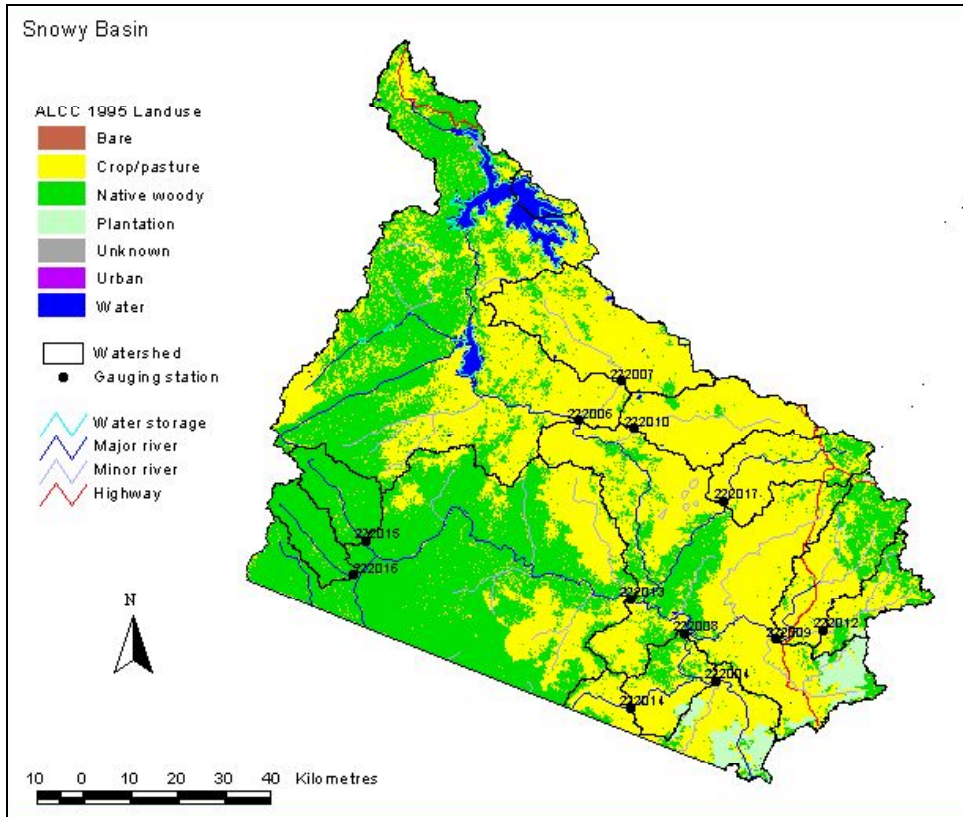 Snowy Basin
ALCC 1995 Landuse
Bare
Crop/pasture
Native woody
Plantation
Unknown
Urban
Water
Watershed
Gauging station
Water storage
Major river
Minor river
Highway
222007
222006
222010
222017
222015
222016
222013
222008
222009
222012
222004
222014
N
10 0 10 20 30 40 Kilometres